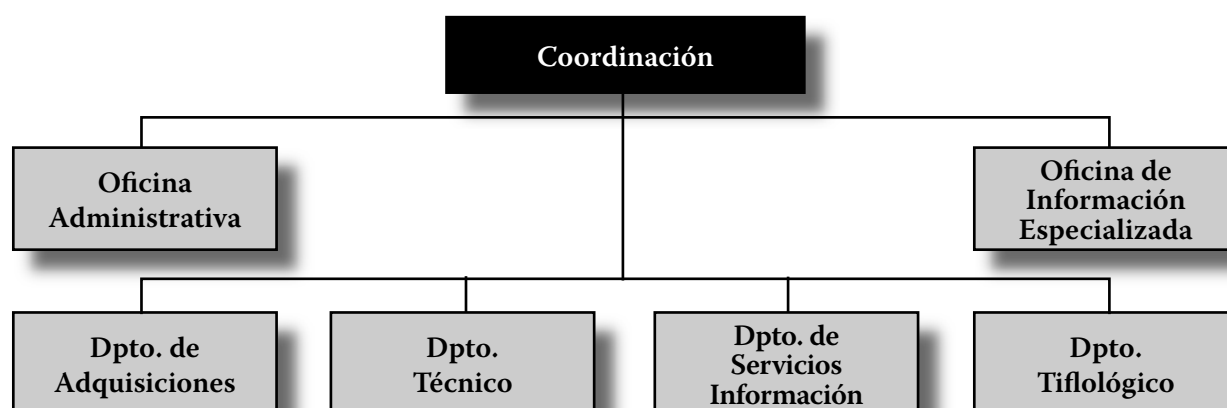 Coordinación
Oficina
Administrativa
Oficina de
Información
Especializada
Dpto. de
Adquisiciones
Dpto.
Técnico
Dpto. de
Servicios
Información
Dpto.
Tiflológico